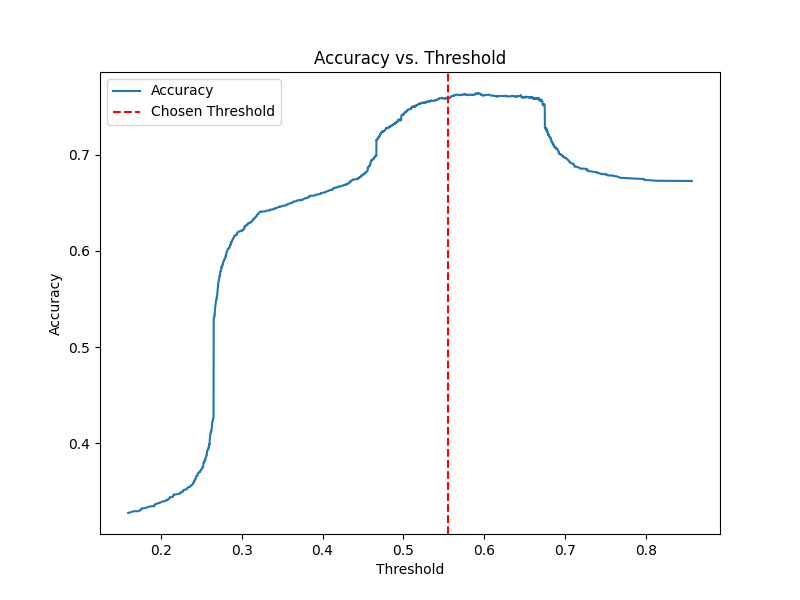 Accuracy vs. Threshold
Accuracy
Chosen Threshold
0.7
0.6
0.5
0.4
Accuracy
0.2 0.3 0.4 0.5 0.6 0.7 0.8
Threshold